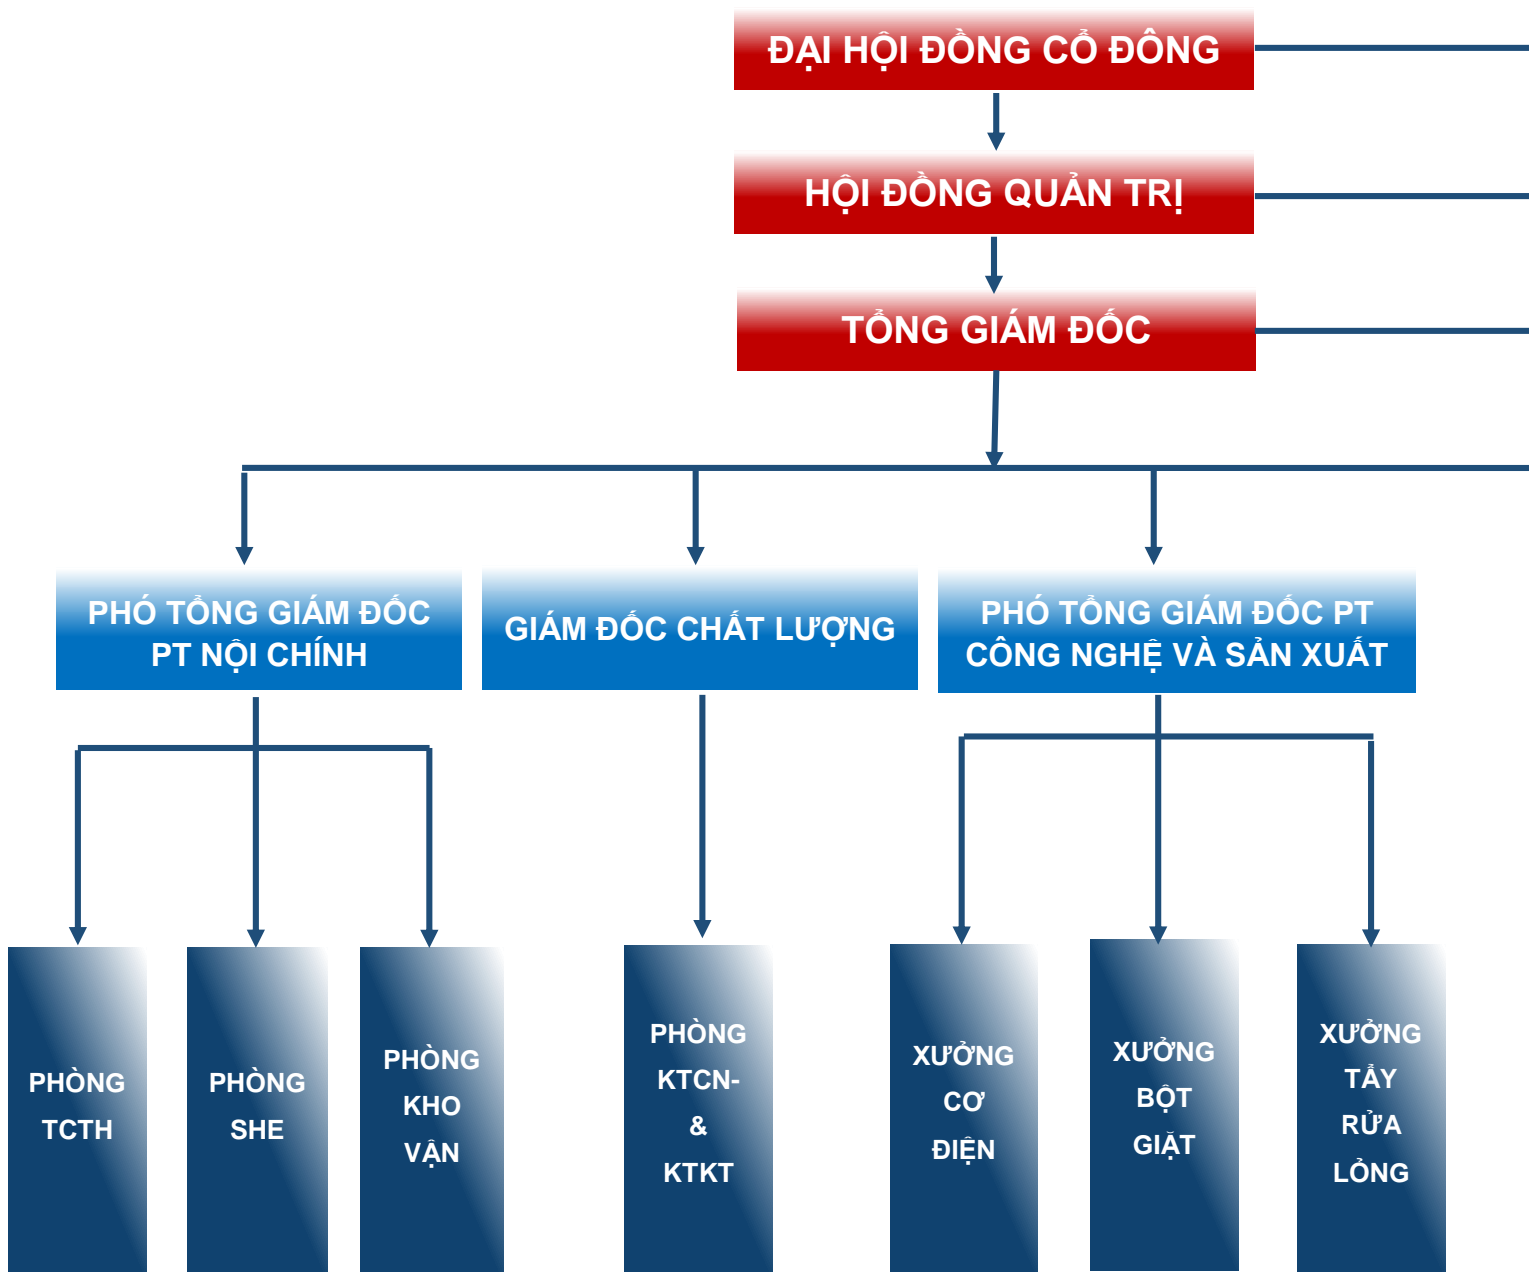 ĐẠI HỘI ĐỒNG CỔ ĐÔNG
HỘI ĐỒNG QUẢN TRỊ
TỔNG GIÁM ĐỐC
PHÓ TỔNG GIÁM ĐỐC
PT NỘI CHÍNH
GIÁM ĐỐC CHẤT LƯỢNG
PHÓ TỔNG GIÁM ĐỐC PT
CÔNG NGHỆ VÀ SẢN XUẤT
PHÒNG
TCTH
PHÒNG
SHE
PHÒNG
KHO
VẬN
PHÒNG
KTCN-
&
KTKT
XƯỞNG
CƠ
ĐIỆN
XƯỞNG
BỘT
GIẶT
XƯỞNG
TẨY
RỬA
LỎNG